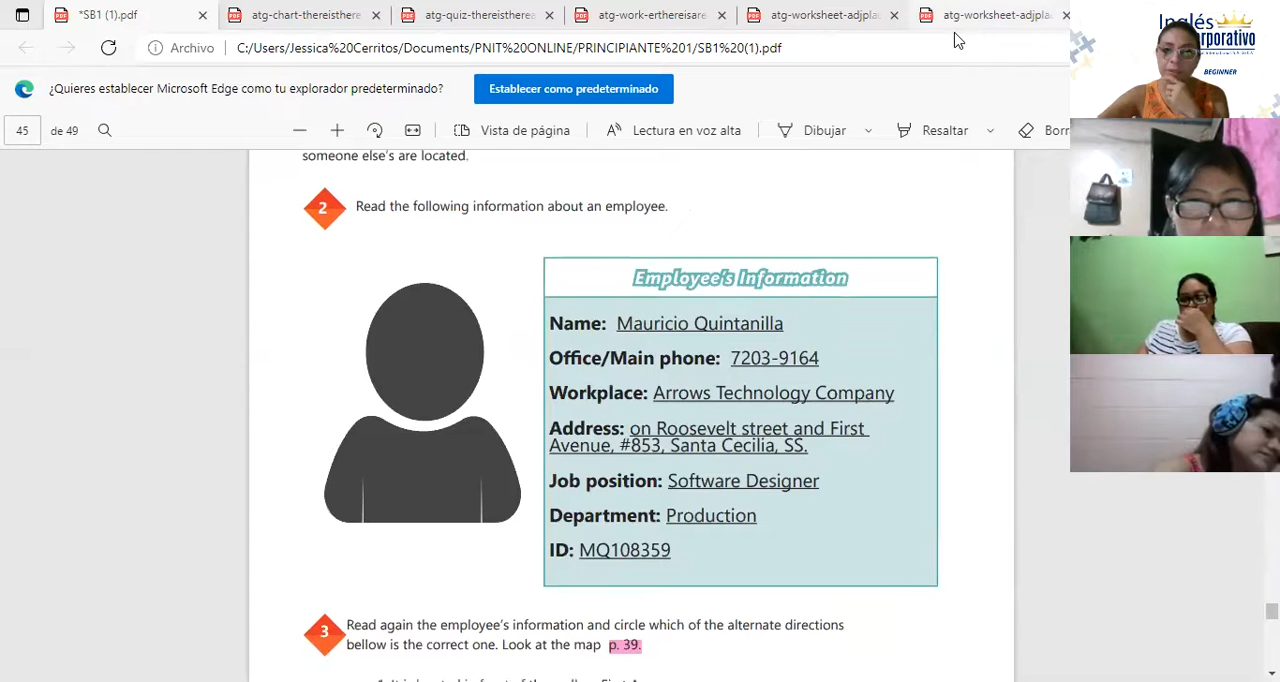 *SB1 (1).pdf
atg-chart-thereisthere
atg-quiz-therisetherea
atg-work-erthereisare
atg-worksheet-adjpla
atg-worksheet-adjpla
Archivo
C:/Users/Jessica%20Cerritos/Documents/PNIT%20ONLINE/PRINCIPIANTE%201/SB1%20(1).pdf
¿Quieres establecer Microsoft Edge como tu explorador predeterminado?
Establecer como predeterminado
45
de 49
Vista de página
Lectura en voz alta
Dibujar
Resaltar
Borr
someone else's are located.
2
Read the following information about an employee.
Employee's Information
Name: Mauricio Quintanilla
Office/Main phone: 7203-9164
Workplace: Arrows Technology Company
Address: on Roosevelt street and First
Avenue, #853, Santa Cecilia, SS.
Job position: Software Designer
Department: Production
ID: MQ108359
3
Read again the employee's information and circle which of the alternate directions
bellow is the correct one. Look at the map p. 39.
Inglés
orporativo
BEGINNER